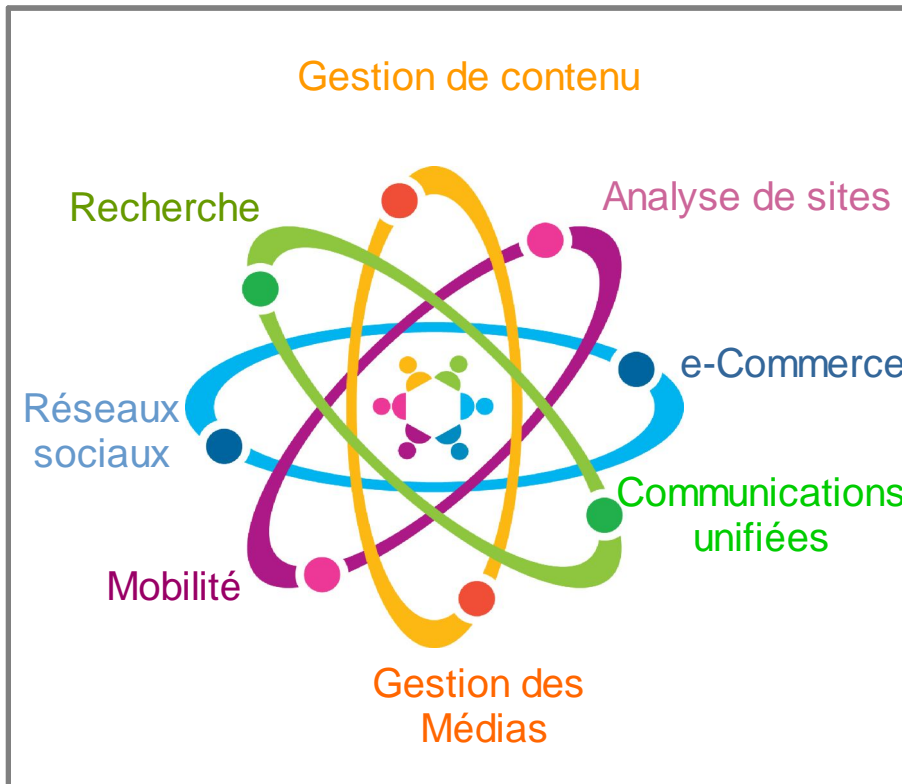 Gestion de contenu
Analyse de sites
Recherche
e-Commerce
Réseaux
sociaux
Communications
unifiées
Mobilité
Gestion des
Médias